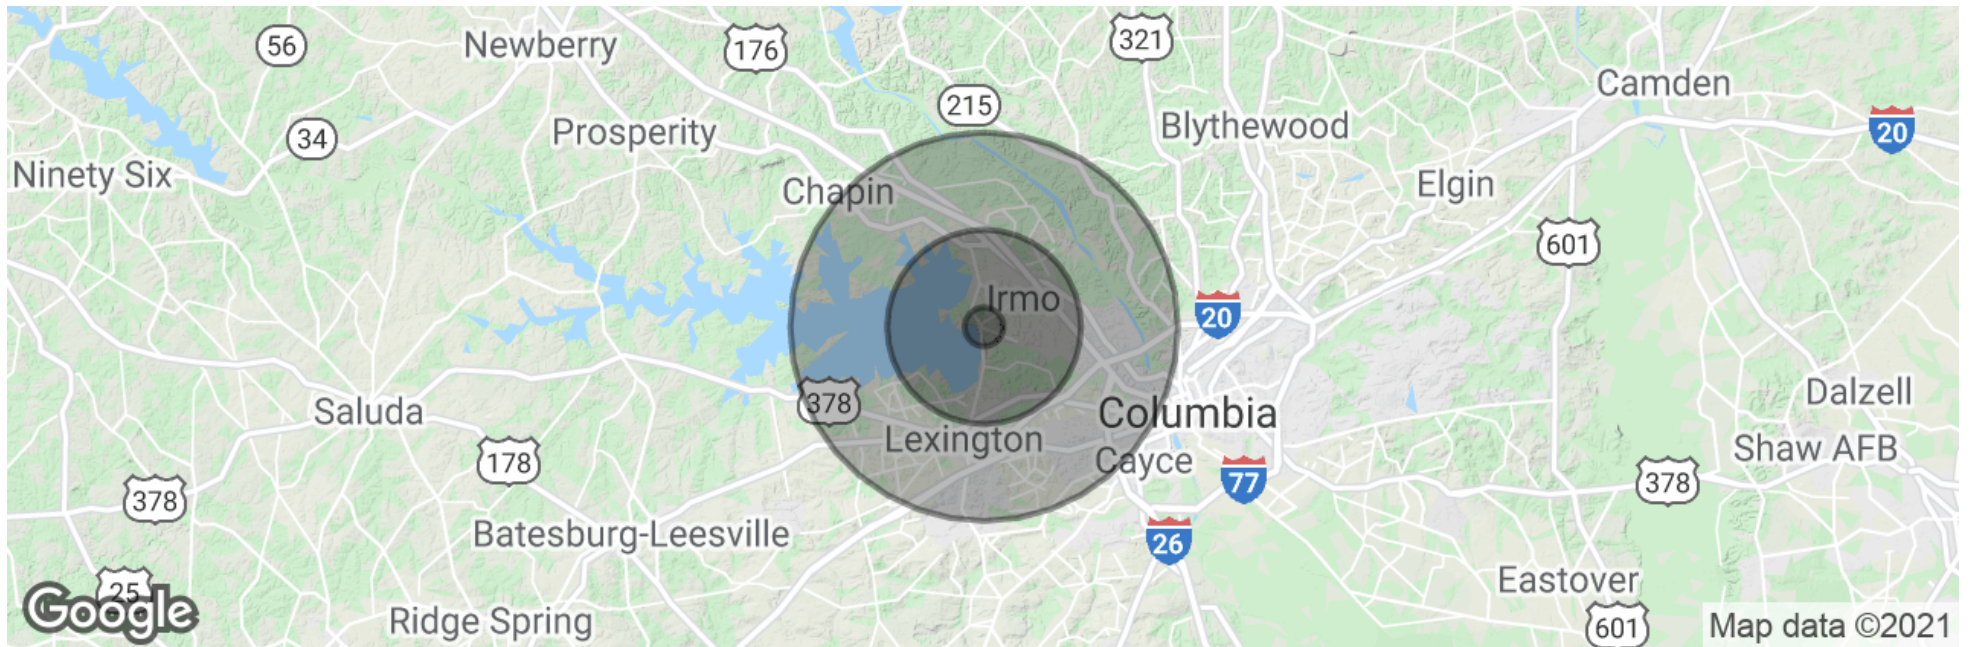 56
Newberry
176
321
Camden
215
20
34
Prosperity
Blythewood
Ninety Six
Chapin
Elgin
601
Irmo
20
378
Saluda
Columbia
Dalzell
Lexington
Cayce
Shaw AFB
178
77
378
378
Batesburg-Leesville
26
25
Eastover
Google
Ridge Spring
601
Map data ©2021